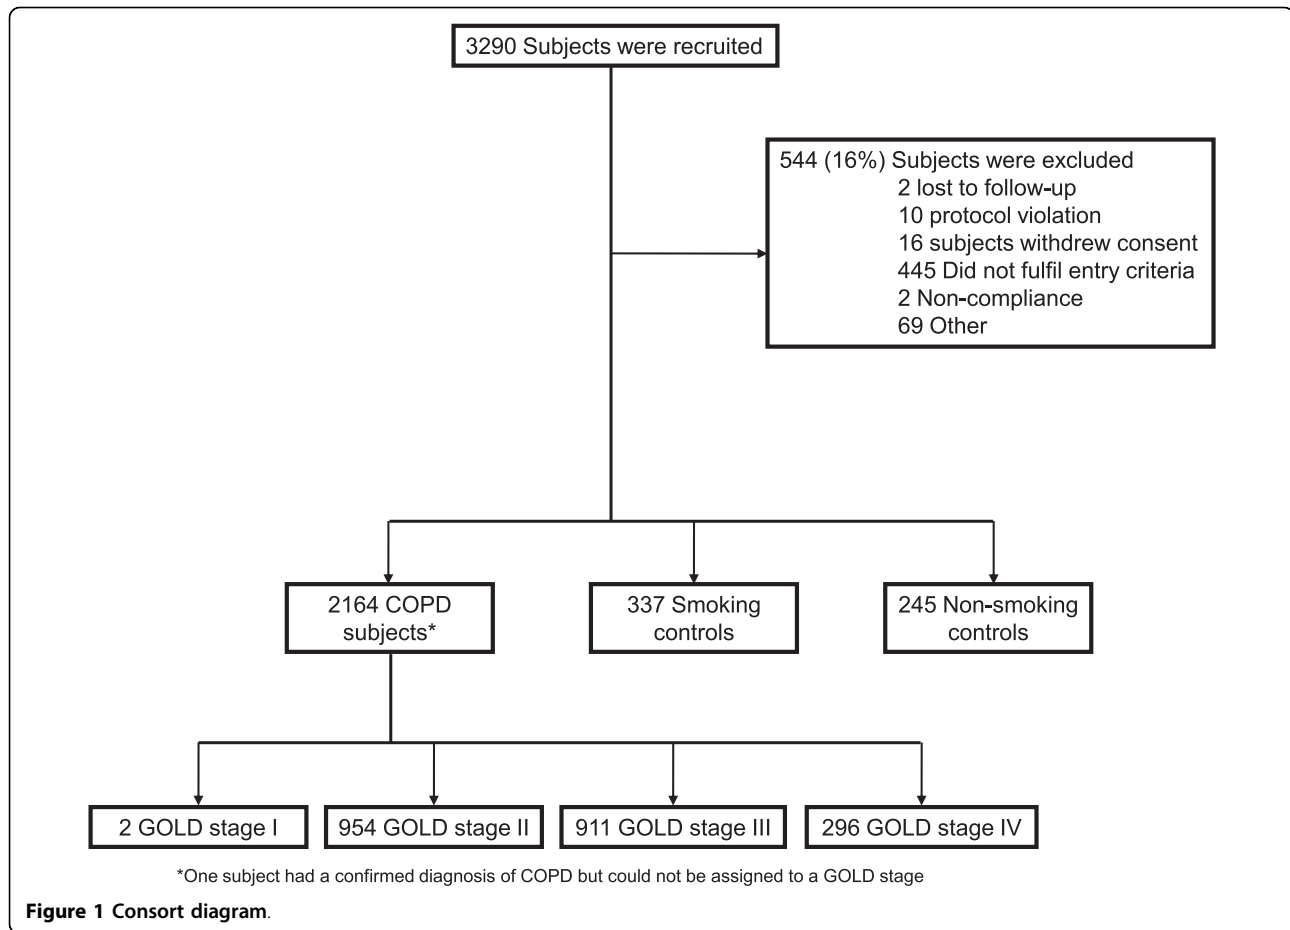 3290 Subjects were recruited
544 (16%) Subjects were excluded
2 lost to follow-up
10 protocol violation
16 subjects withdrew consent
445 Did not fulfil entry criteria
2 Non-compliance
69 Other
2164 COPD
subjects*
337 Smoking
controls
245 Non-smoking
controls
2 GOLD stage I
954 GOLD stage II
911 GOLD stage III
296 GOLD stage IV
*One subject had a confirmed diagnosis of COPD but could not be assigned to a GOLD stage
Figure 1 Consort diagram.